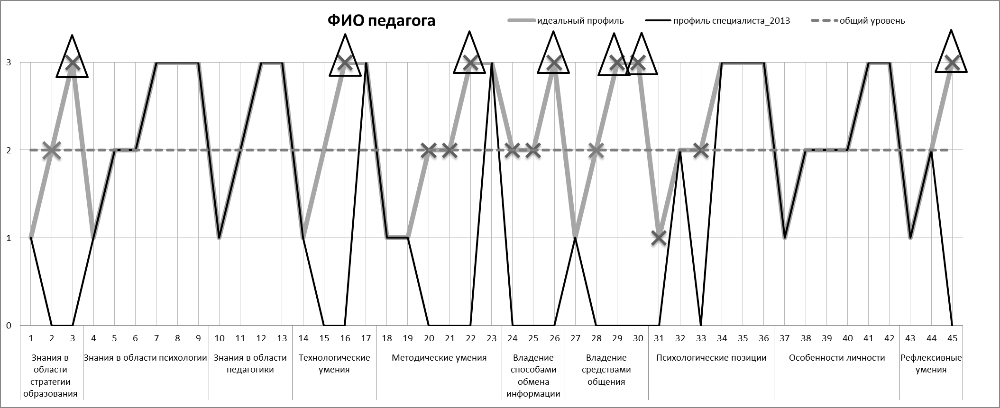 ФИО педагога
идеальный профиль
профиль специалиста_2013
общий уровень
3
2
1
0
1 2 3 4 5 6 7 8 9 10 11 12 13 14 15 16 17 18 19 20 21 22 23 24 25 26 27 28 29 30 31 32 33 34 35 36 37 38 39 40 41 42 43 44 45
Знания в
области
стратегии
образования
Знания в области психологии
Знания в области
педагогики
Технологические
умения
Методические умения
Владение
способами
обмена
информации
Владение
средствами
общения
Психологические позиции
Особенности личности
Рефлексивные
умения